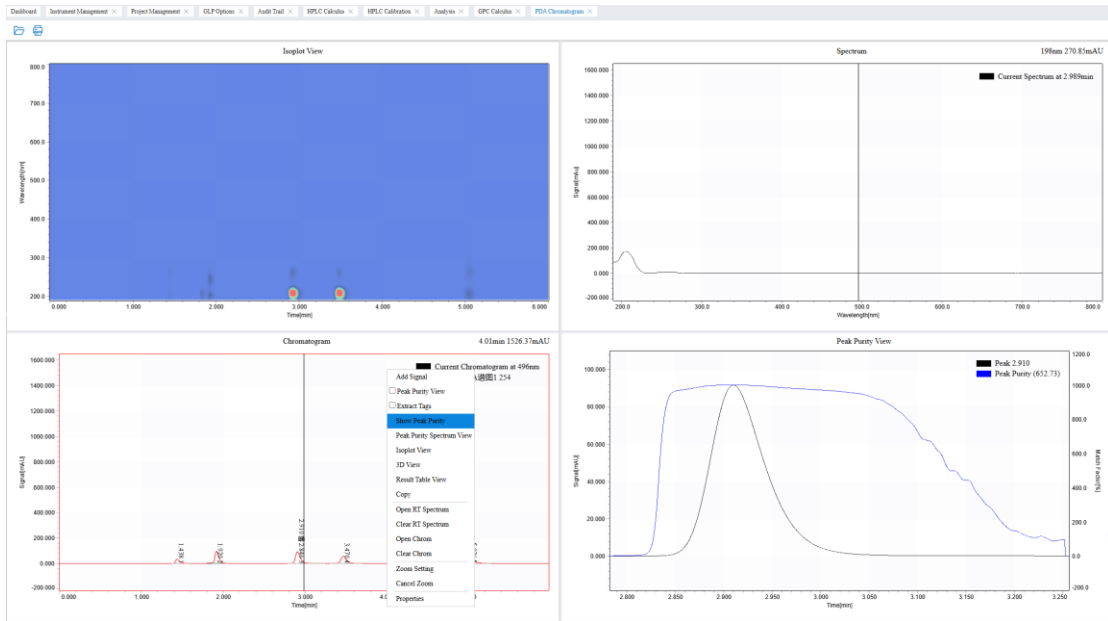 Dashboard Instrument Management × Project Management × GLP Options × Audit Trail × HPLC Calculus × HPLC Calibration × Analysis × GPC Calculus × PDA Chromatogram ×
Isoplot View
800.0
700.0
600.0
500.0
400.0
300.0
200.0
Wavelength[nm]
0.000 1.000 2.000 3.000 4.000 5.000 6.000
Time[min]
Spectrum
198nm 270.85mAU
Current Spectrum at 2.989min
1600.000
1400.000
1200.000
1000.000
800.000
600.000
400.000
200.000
0.000
-200.000
Signal[mAU]
200.0 300.0 400.0 500.0 600.0 700.0 800.0
Wavelength[nm]
Chromatogram
4.01min 1526.37mAU
Current Chromatogram at 496nm
谱图1 254
1600.000
1400.000
1200.000
1000.000
800.000
600.000
400.000
200.000
0.000
-200.000
Signal[mAU]
0.000 1.000 2.000 3.000 4.000
Time[min]
Add Signal
Peak Purity View
Extract Tags
Show Peak Purity
Peak Purity Spectrum View
Isoplot View
3D View
Result Table View
Copy
Open RT Spectrum
Clear RT Spectrum
Open Chrom
Clear Chrom
Zoom Setting
Cancel Zoom
Properties
Peak Purity View
Peak 2.910
Peak Purity (652.73)
100.000
80.000
60.000
40.000
20.000
0.000
Signal[mAU]
1200.0
1000.0
800.0
600.0
400.0
200.0
0.0
-200.0
Match Factor[%]
2.800 2.850 2.900 2.950 3.000 3.050 3.100 3.150 3.200 3.250
Time[min]